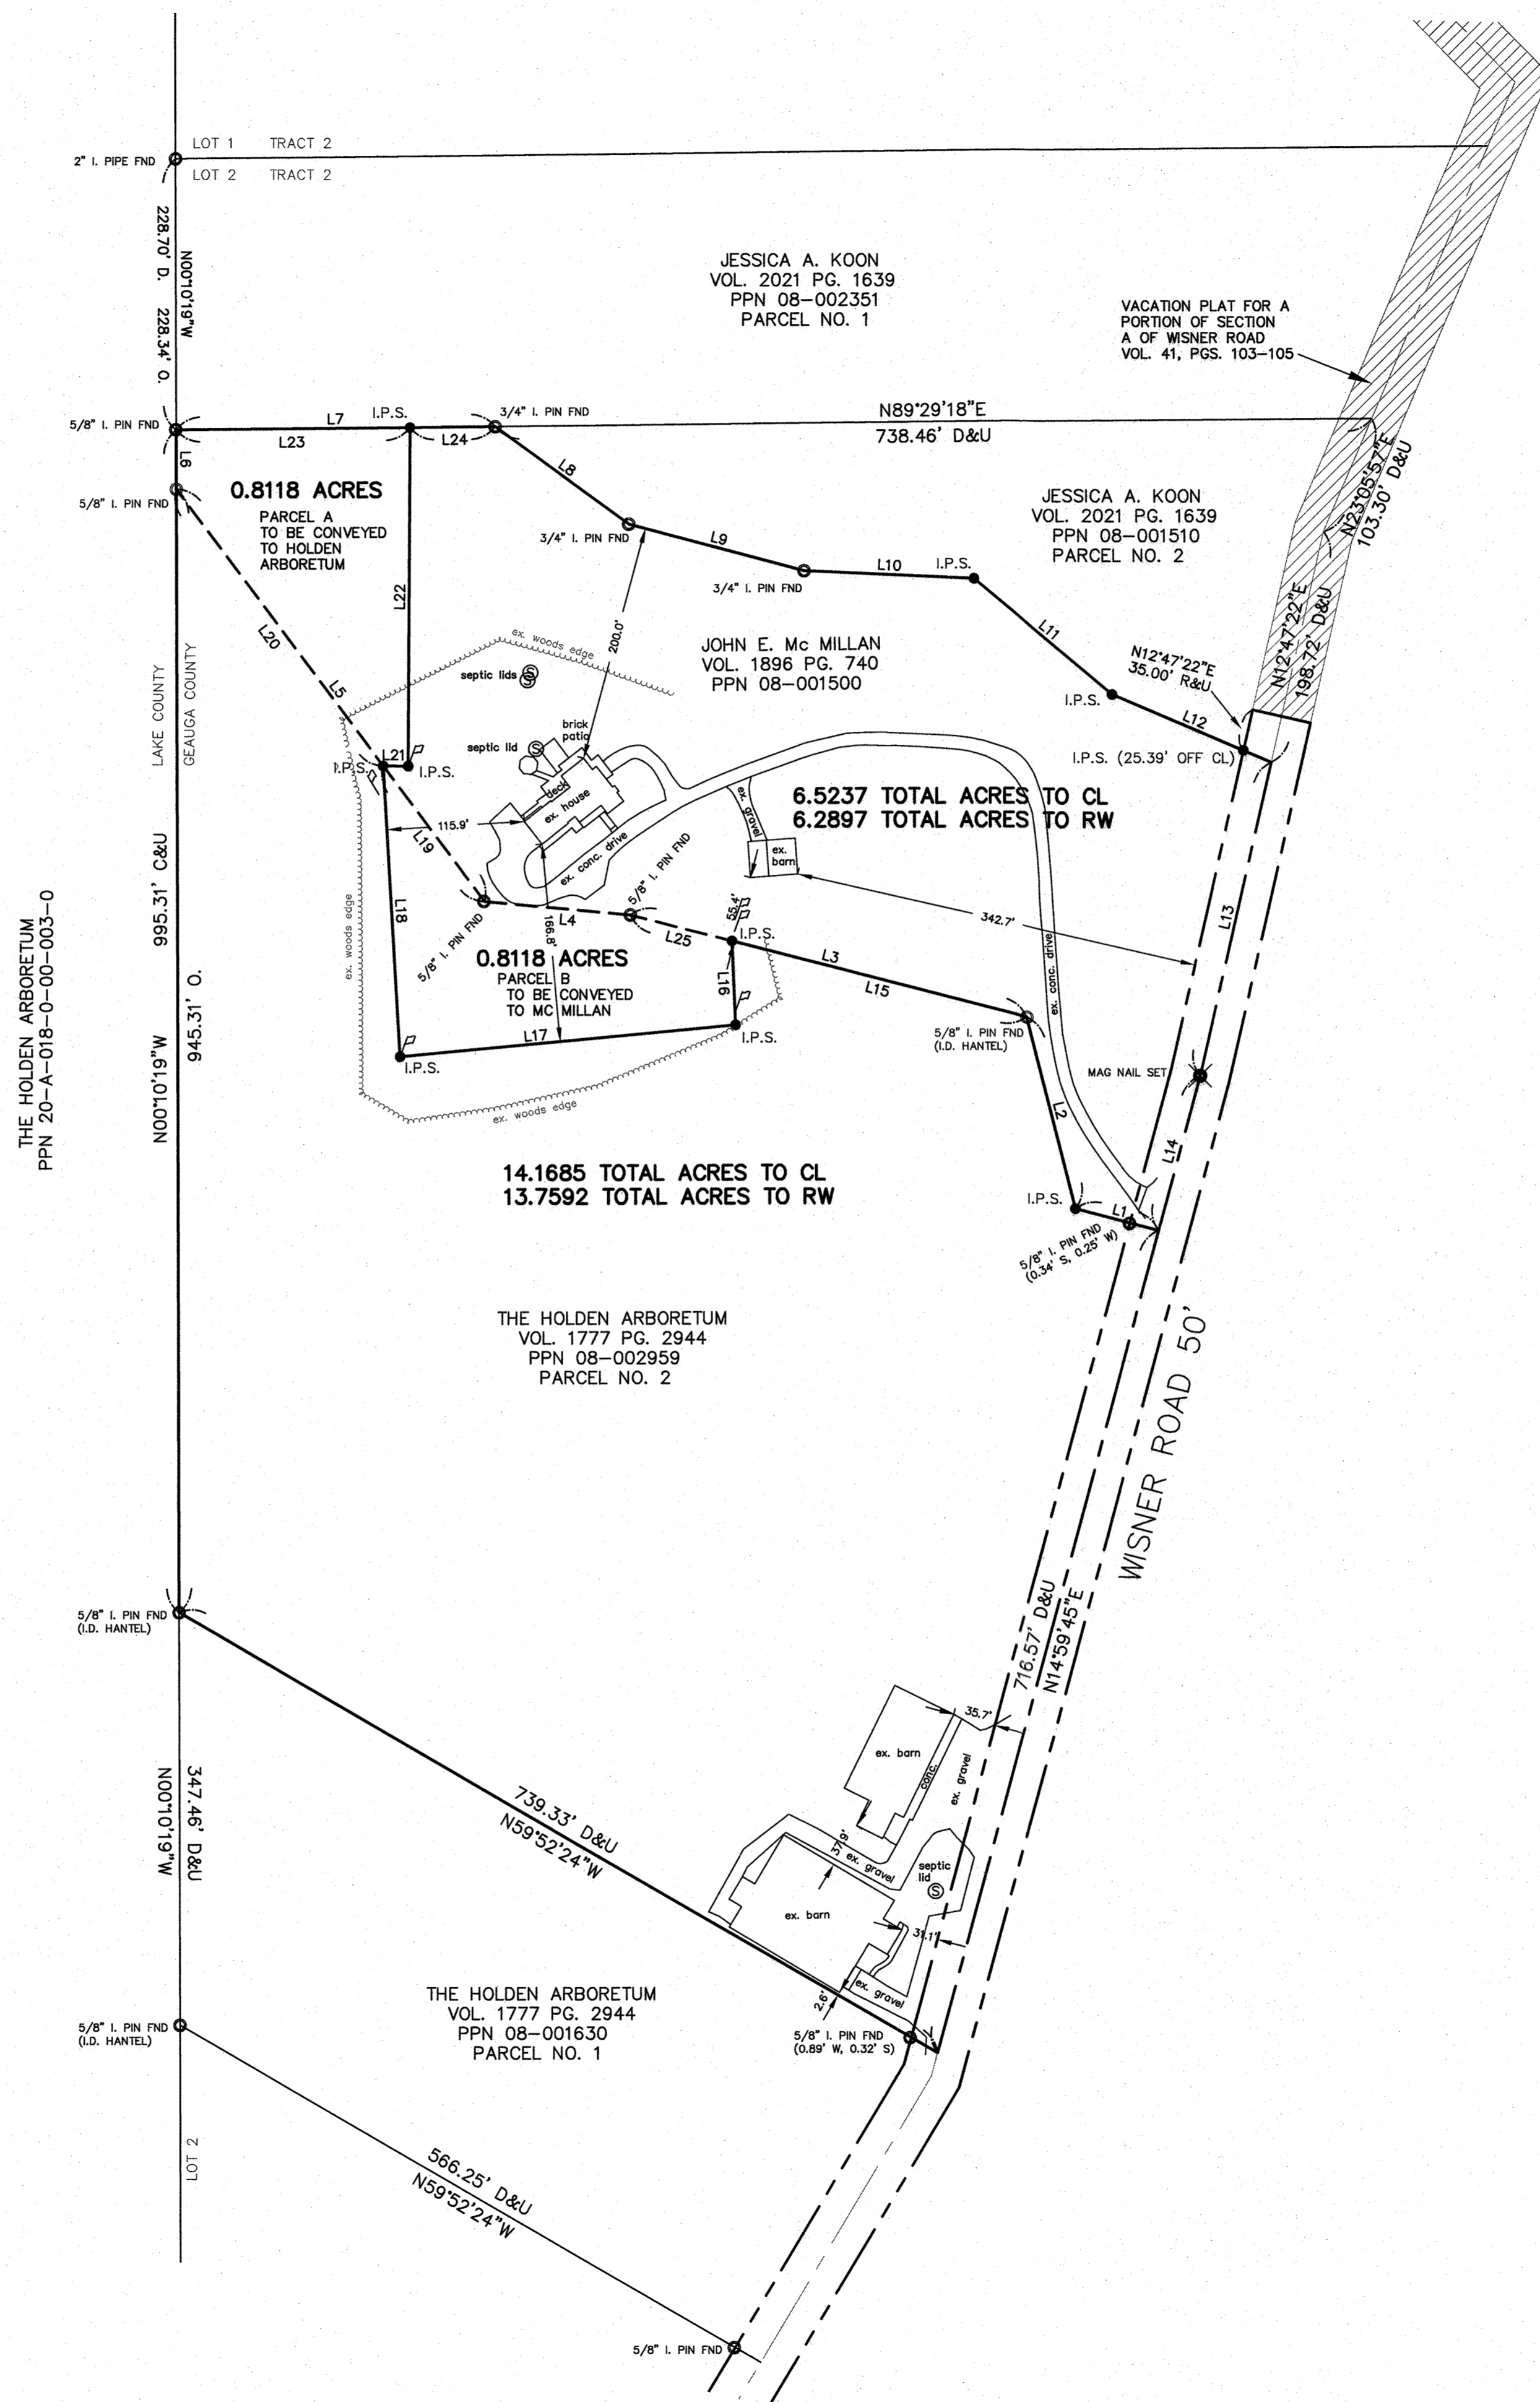 LOT 1 TRACT 2
2" I. PIPE FND
LOT 2 TRACT 2
228.70' D. 228.34' O.
N00°10'19"W
JESSICA A. KOON
VOL. 2021 PG. 1639
PPN 08-002351
PARCEL NO. 1
VACATION PLAT FOR A
PORTION OF SECTION
A OF WISNER ROAD
VOL. 41, PGS. 103-105
5/8" I. PIN FND
L7
I.P.S.
3/4" I. PIN FND
L23
L24
N89°29'18"E
738.46' D&U
N23°05'57"E
103.30' D&U
L6
5/8" I. PIN FND
0.8118 ACRES
PARCEL A
TO BE CONVEYED
TO HOLDEN
ARBORETUM
L8
3/4" I. PIN FND
L9
3/4" I. PIN FND
L10
I.P.S.
JESSICA A. KOON
VOL. 2021 PG. 1639
PPN 08-001510
PARCEL NO. 2
N12°47'22"E
198.72' D&U
L22
L20
L5
200.0'
ex. woods edge
septic lids
S
S
JOHN E. Mc MILLAN
VOL. 1896 PG. 740
PPN 08-001500
L11
N12°47'22"E
35.00' R&U
I.P.S.
L12
I.P.S. (25.39' OFF CL)
LAKE COUNTY
GEAUGA COUNTY
brick
patio
septic lid
S
L21
I.P.S.
I.P.S.
deck
ex. house
ex. conc. drive
ex. gravel
ex.
barn
6.5237 TOTAL ACRES TO CL
6.2897 TOTAL ACRES TO RW
115.9'
L19
5/8" I. PIN FND
342.7'
L13
THE HOLDEN ARBORETUM
PPN 20-A-018-0-00-003-0
N00°10'19"W 995.31' C&U
945.31' O.
ex. woods edge
L18
5/8" I. PIN FND
L4
166.8'
L25
55.4'
I.P.S.
L3
L15
ex. conc. drive
0.8118 ACRES
PARCEL B
TO BE CONVEYED
TO MC MILLAN
L16
L17
I.P.S.
I.P.S.
5/8" I. PIN FND
(I.D. HANTEL)
MAG NAIL SET
L2
L14
ex. woods edge
14.1685 TOTAL ACRES TO CL
13.7592 TOTAL ACRES TO RW
I.P.S.
L1
5/8" I. PIN FND
(0.34' S, 0.25' W)
THE HOLDEN ARBORETUM
VOL. 1777 PG. 2944
PPN 08-002959
PARCEL NO. 2
WISNER ROAD 50'
5/8" I. PIN FND
(I.D. HANTEL)
716.57' D&U
N14°59'45"E
35.7'
ex. barn
conc.
ex. gravel
347.46' D&U
N00°10'19"W
739.33' D&U
N59°52'24"W
37.9'
ex. gravel
septic
lid
S
ex. barn
31.1'
ex. gravel
2.6'
5/8" I. PIN FND
(0.89' W, 0.32' S)
THE HOLDEN ARBORETUM
VOL. 1777 PG. 2944
PPN 08-001630
PARCEL NO. 1
5/8" I. PIN FND
(I.D. HANTEL)
LOT 2
566.25' D&U
N59°52'24"W
5/8" I. PIN FND